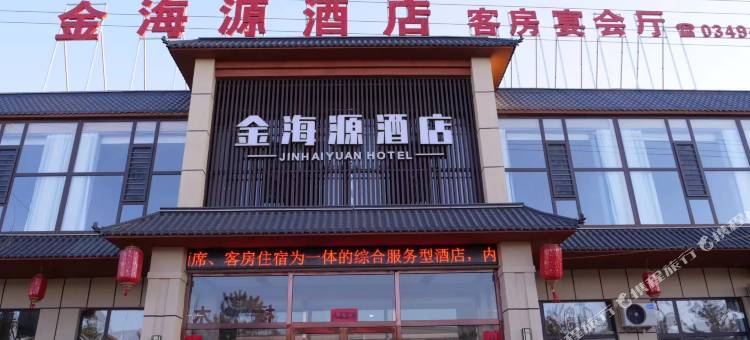 金海源酒店 客房宴会厅 ☎0349
金海源酒店
JINHAIYUAN HOTEL
席、客房住宿为一体的综合服务型酒店，内
携程旅行